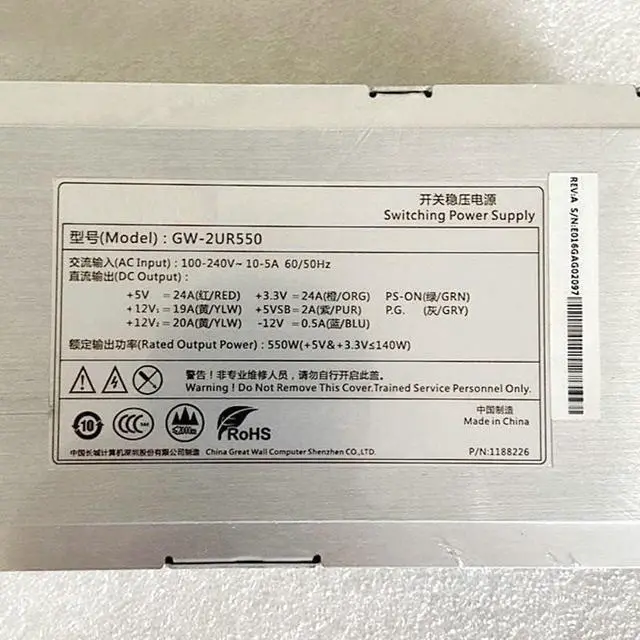 开关稳压电源
Switching Power Supply
型号(Model) : GW-2UR550
交流输入(AC Input) : 100-240V~ 10-5A 60/50Hz
直流输出(DC Output) :
+5V = 24A(红/RED) +3.3V = 24A(橙/ORG) PS-ON(绿/GRN)
+12V₁ = 19A(黄/YLW) +5VSB = 2A(紫/PUR) P.G. (灰/GRY)
+12V₂ = 20A(黄/YLW) -12V = 0.5A(蓝/BLU)
额定输出功率(Rated Output Power) : 550W(+5V&+3.3V≤140W)
警告!非专业维修人员,请勿自行开启此盖。
Warning ! Do Not Remove This Cover.Trained Service Personnel Only.
10
CCC
≤2000m
RoHS
中国制造
Made in China
中国长城计算机深圳股份有限公司制造 China Great Wall Computer Shenzhen CO.,LTD.
P/N:1188226
REV:A S/N:E016GAG02097